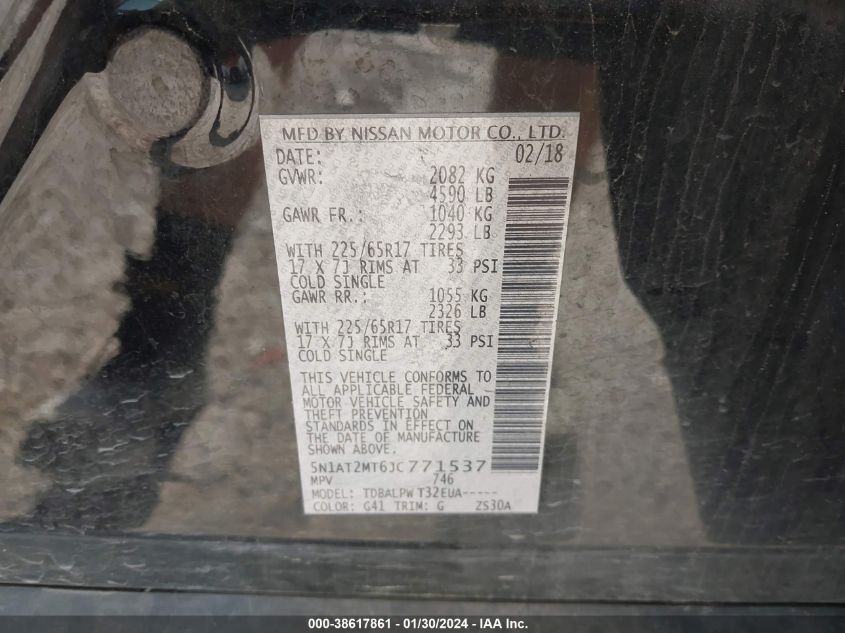 MFD BY NISSAN MOTOR CO., LTD.
DATE: 02/18
GVWR: 2082 KG
4590 LB
GAWR FR.: 1040 KG
2293 LB
WITH 225/65R17 TIRES
17 X 7J RIMS AT 33 PSI
COLD SINGLE
GAWR RR.: 1055 KG
2326 LB
WITH 225/65R17 TIRES
17 X 7J RIMS AT 33 PSI
COLD SINGLE
THIS VEHICLE CONFORMS TO
ALL APPLICABLE FEDERAL
MOTOR VEHICLE SAFETY AND
THEFT PREVENTION
STANDARDS IN EFFECT ON
THE DATE OF MANUFACTURE
SHOWN ABOVE.
5N1AT2MT6JC771537
MPV 746
MODEL: TDBALPW T32EUA-----
COLOR: G41 TRIM: G ZS30A
000-38617861 - 01/30/2024 - IAA Inc.